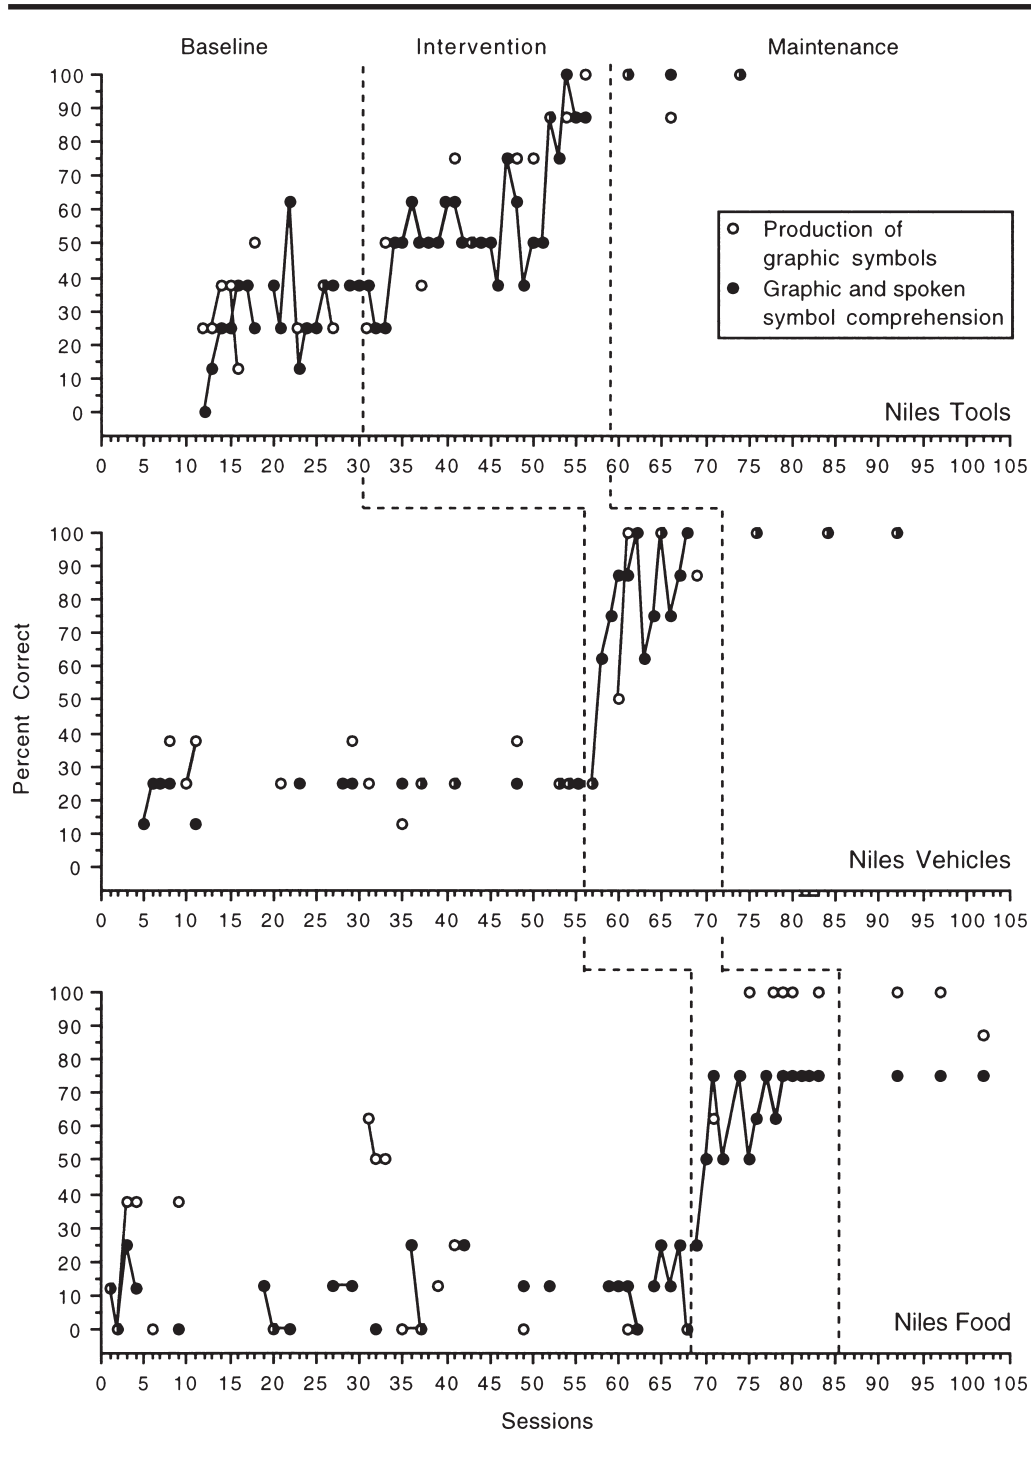 Baseline Intervention Maintenance
100
90
80
70
60
50
40
30
20
10
0
Production of
graphic symbols
Graphic and spoken
symbol comprehension
Niles Tools
0 5 10 15 20 25 30 35 40 45 50 55 60 65 70 75 80 85 90 95 100 105
Percent Correct
100
90
80
70
60
50
40
30
20
10
0
Niles Vehicles
0 5 10 15 20 25 30 35 40 45 50 55 60 65 70 75 80 85 90 95 100 105
100
90
80
70
60
50
40
30
20
10
0
Niles Food
0 5 10 15 20 25 30 35 40 45 50 55 60 65 70 75 80 85 90 95 100 105
Sessions